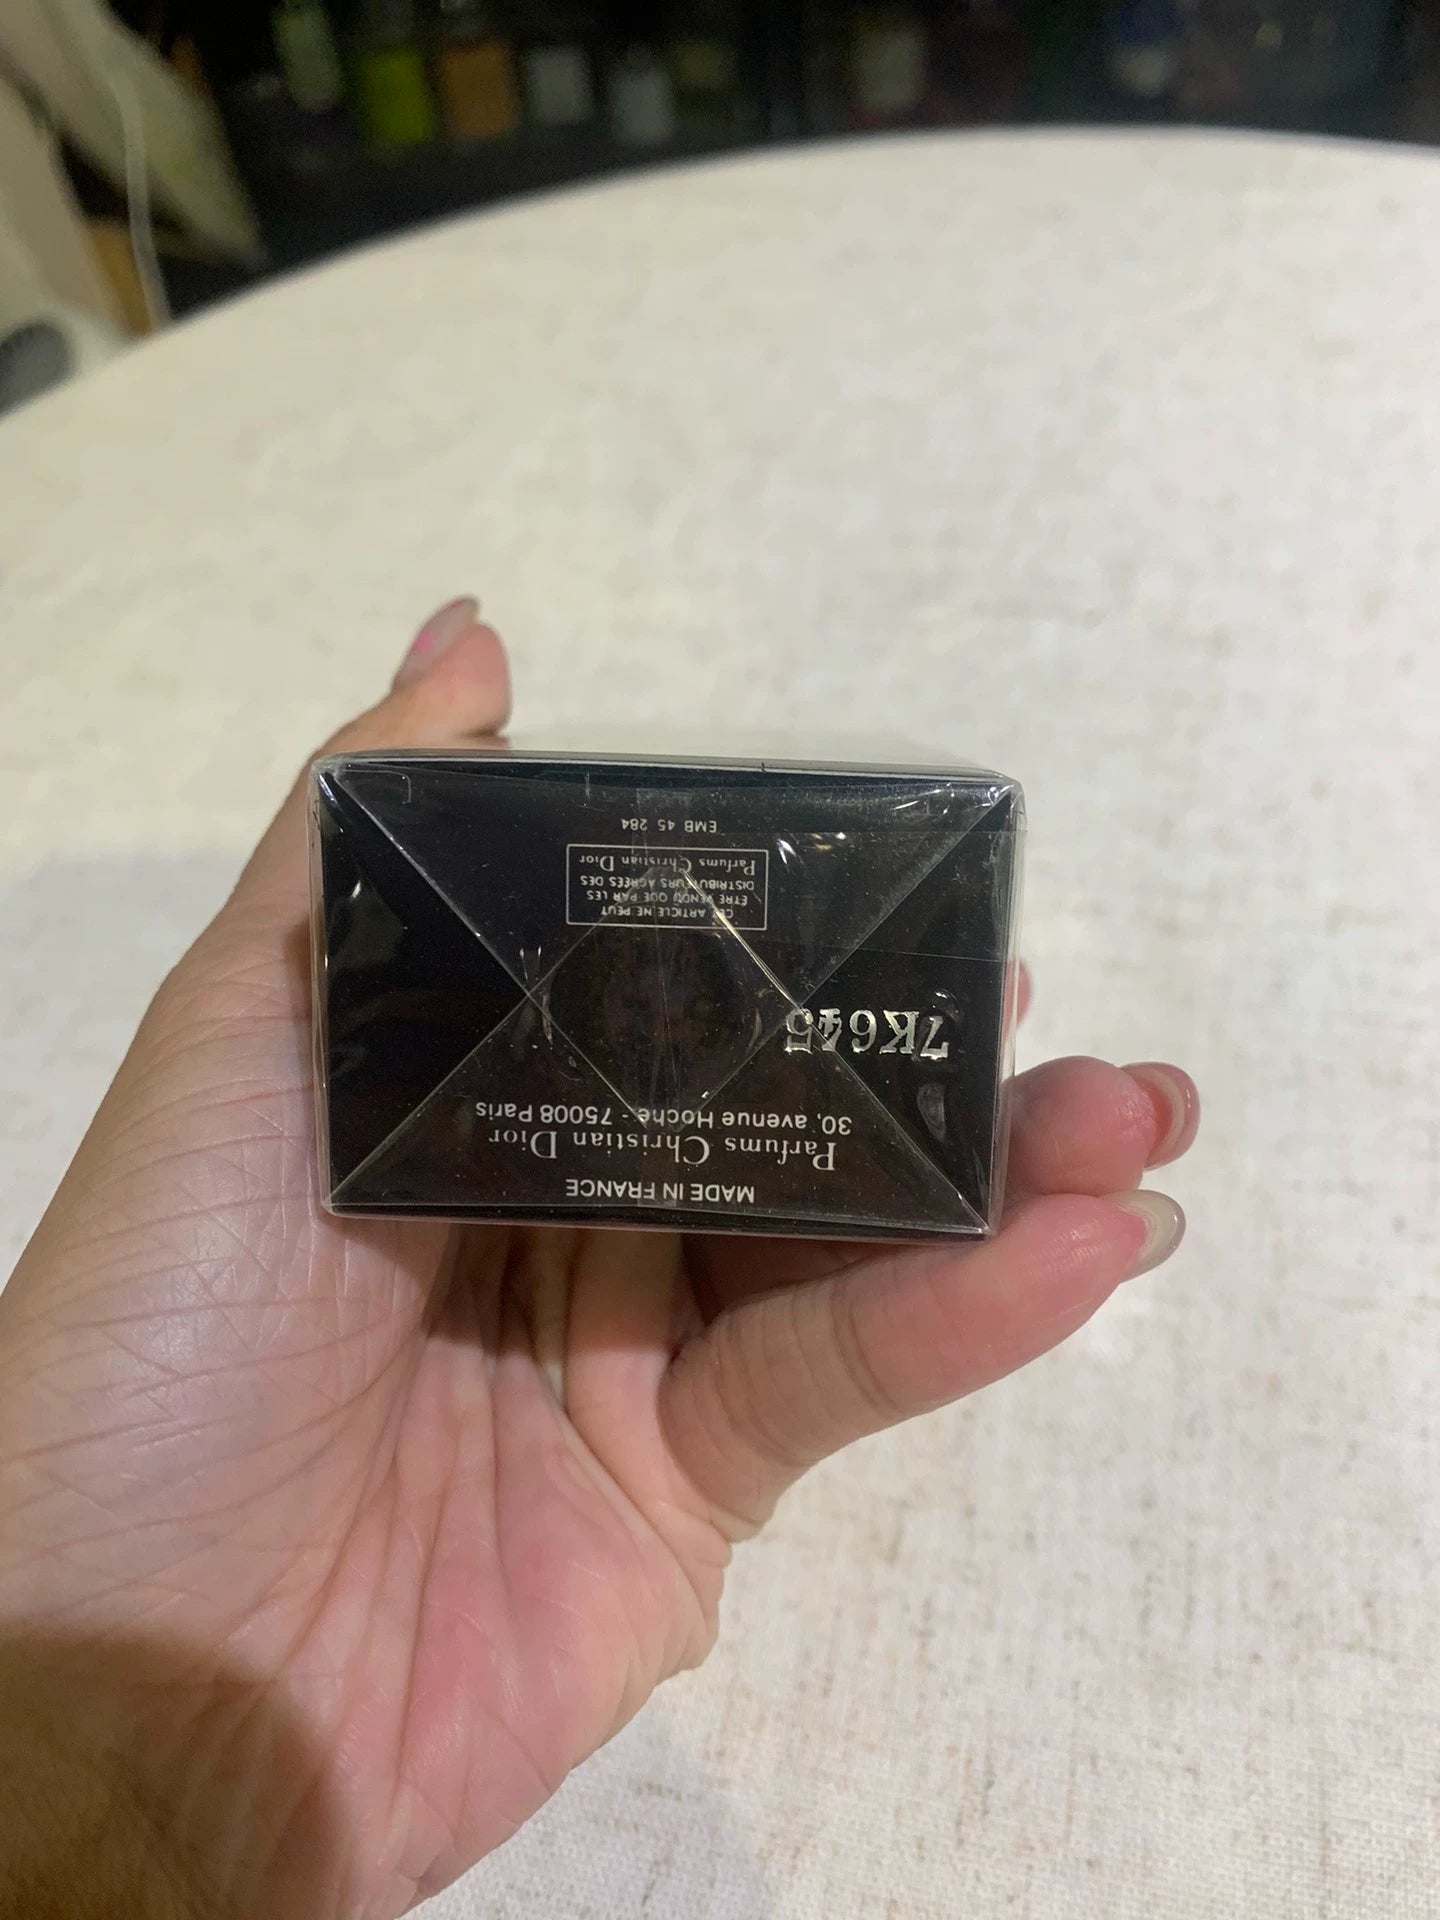 MADE IN FRANCE
Parfums Christian Dior
30, avenue Hoche - 75008 Paris
7K645
CET ARTICLE NE PEUT
ETRE VENDU QUE PAR LES
DISTRIBUTEURS AGRÉES DES
Parfums Christian Dior
EMB 45 284